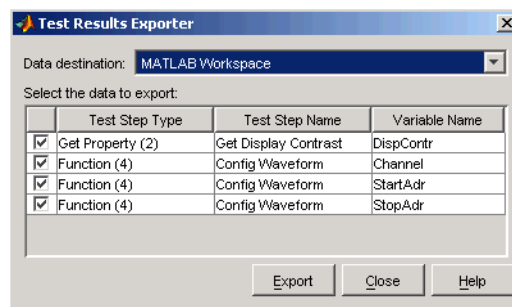 Test Results Exporter
Data destination: MATLAB Workspace
Select the data to export:
Test Step Type Test Step Name Variable Name
Get Property (2) Get Display Contrast DispContr
Function (4) Config Waveform Channel
Function (4) Config Waveform StartAdr
Function (4) Config Waveform StopAdr
Export Close Help